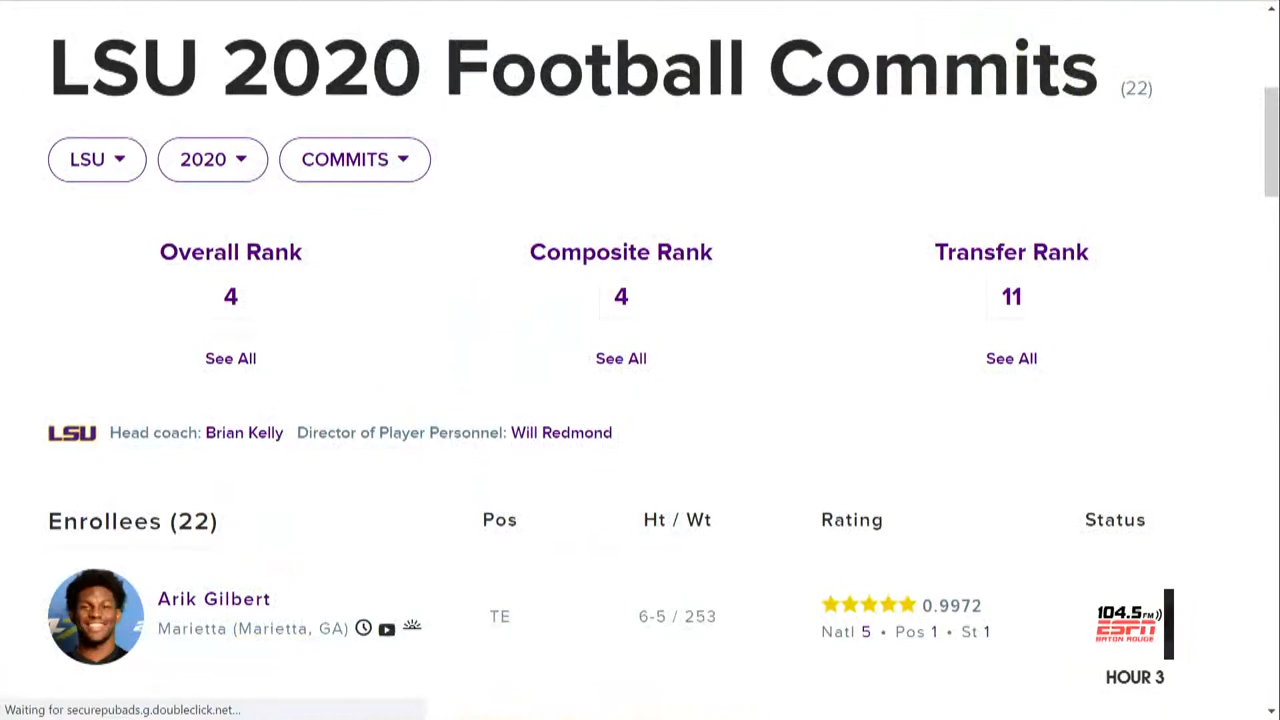 LSU 2020 Football Commits (22)
LSU 2020 COMMITS
Overall Rank Composite Rank Transfer Rank
4 4 11
See All See All See All
LSU Head coach: Brian Kelly Director of Player Personnel: Will Redmond
Enrollees (22) Pos Ht / Wt Rating Status
Arik Gilbert
Marietta (Marietta, GA)
TE
6-5 / 253
0.9972
Natl 5 • Pos 1 • St 1
104.5 FM
ESPN
BATON ROUGE
HOUR 3
Waiting for securepubads.g.doubleclick.net...